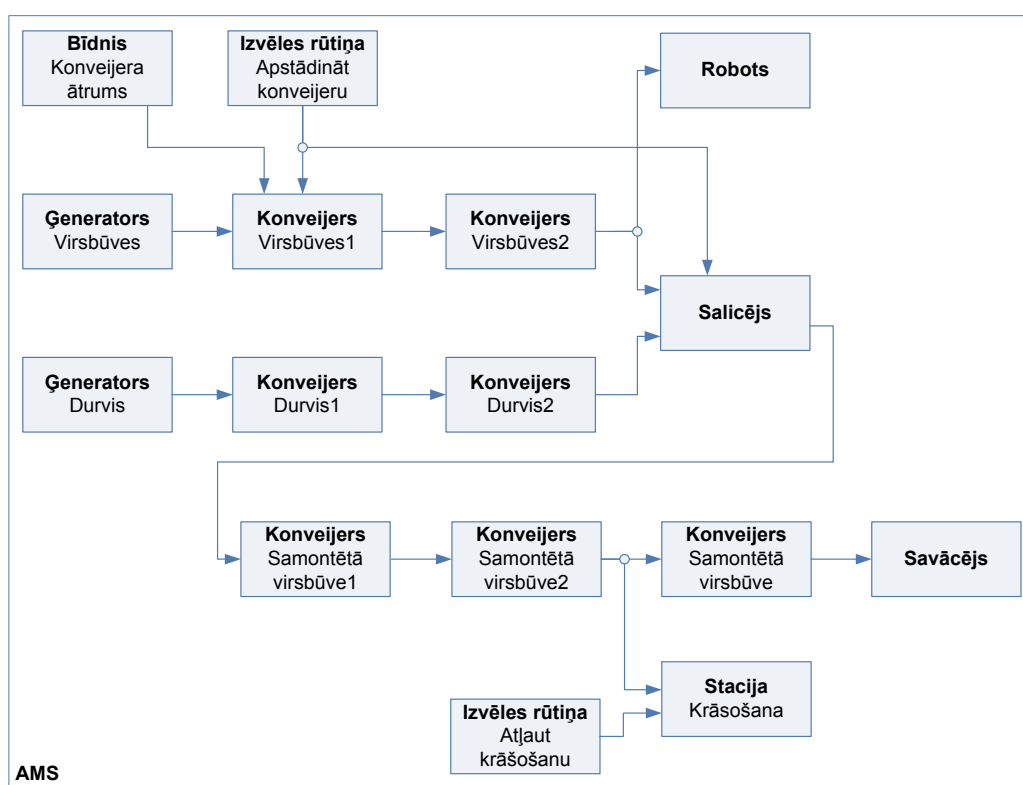 Bīdnis
Konveijera
ātrums
Izvēles rūtiņa
Apstādināt
konveijeru
Robots
Ģenerators
Virsbūves
Konveijers
Virsbūves1
Konveijers
Virsbūves2
Salicējs
Ģenerators
Durvis
Konveijers
Durvis1
Konveijers
Durvis2
Konveijers
Samontētā
virsbūve1
Konveijers
Samontētā
virsbūve2
Konveijers
Samontētā
virsbūve
Savācējs
Stacija
Krāsošana
Izvēles rūtiņa
Atļaut
krāšošanu
AMS